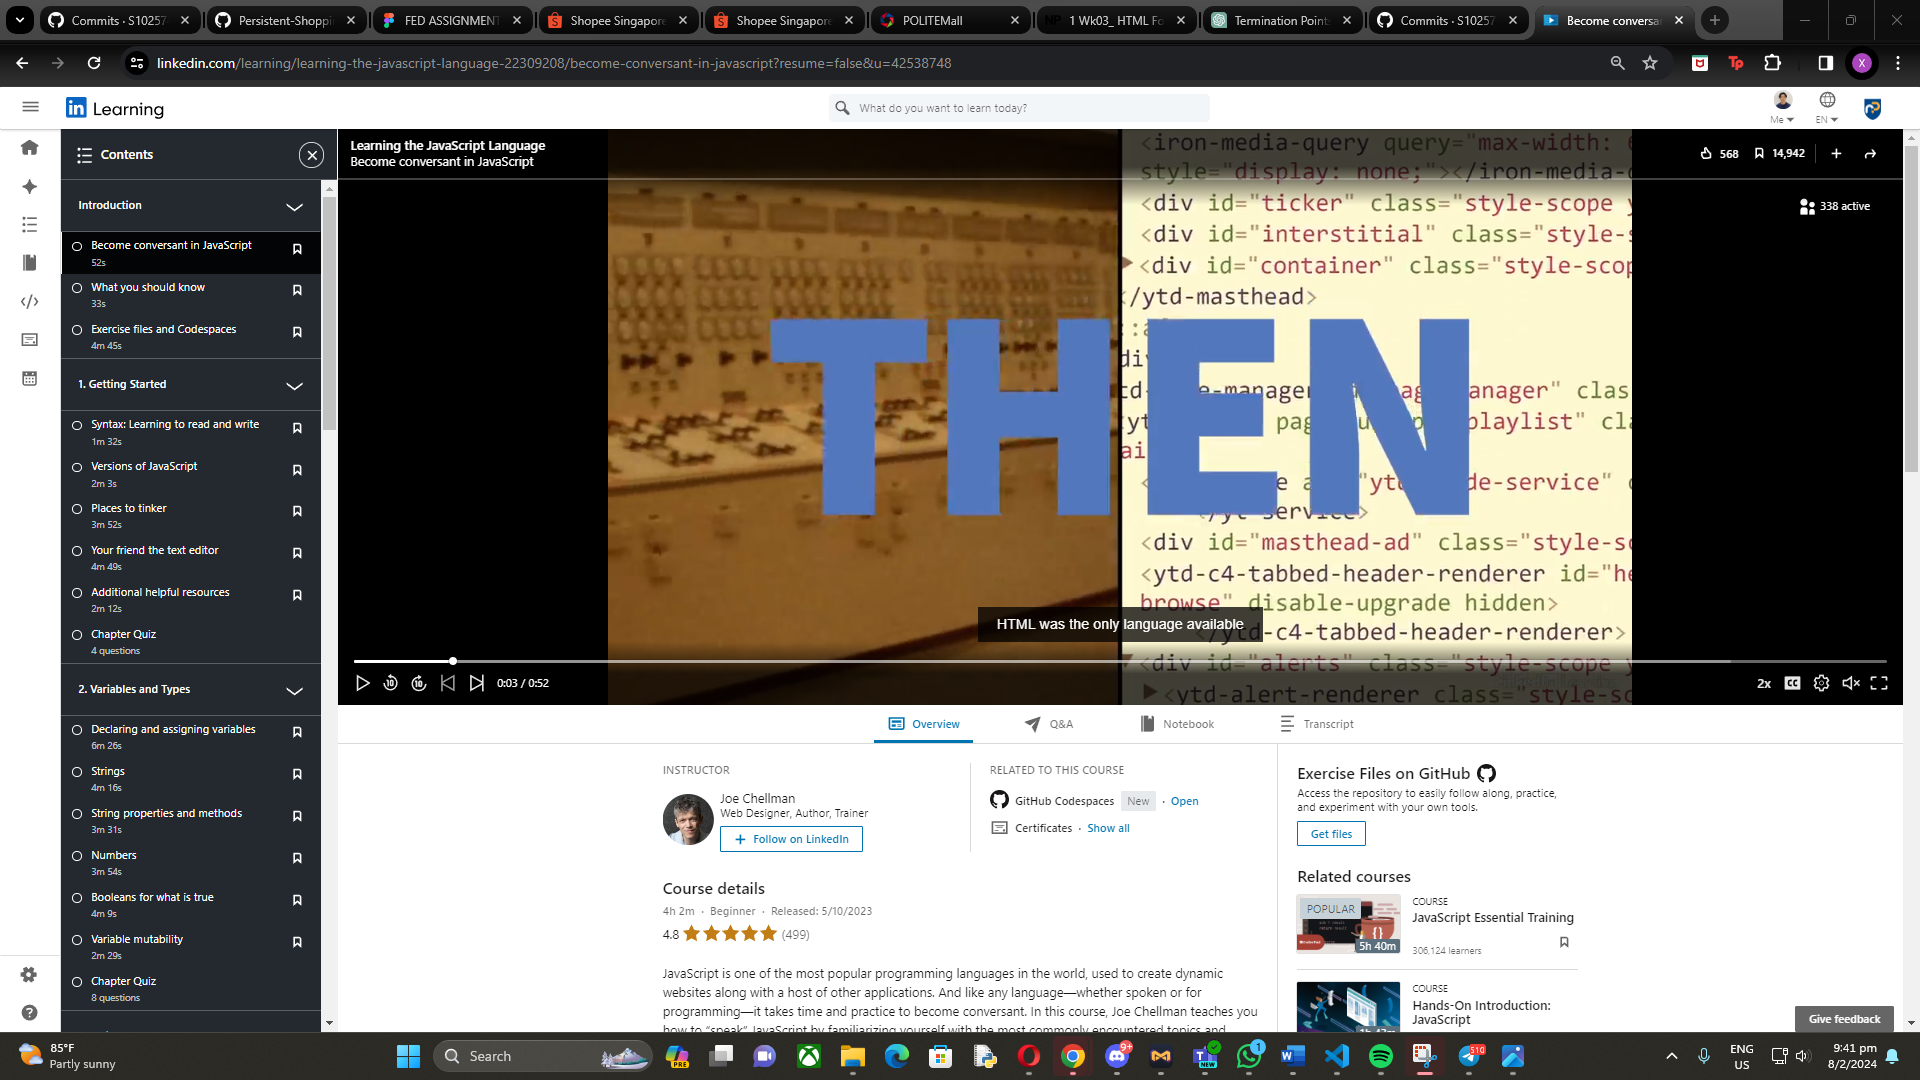 Commits · S10257
Persistent-Shoppi
FED ASSIGNMENT
Shopee Singapore
Shopee Singapore
POLITEMall
1 Wk03_ HTML Fo
Termination Point
Commits · S10257
Become conversa
linkedin.com/learning/learning-the-javascript-language-22309208/become-conversant-in-javascript?resume=false&u=42538748
in Learning
What do you want to learn today?
Me
EN
Contents
Introduction
Become conversant in JavaScript
52s
What you should know
33s
Exercise files and Codespaces
4m 45s
1. Getting Started
Syntax: Learning to read and write
1m 32s
Versions of JavaScript
2m 3s
Places to tinker
3m 52s
Your friend the text editor
4m 49s
Additional helpful resources
2m 12s
Chapter Quiz
4 questions
2. Variables and Types
Declaring and assigning variables
6m 26s
Strings
4m 16s
String properties and methods
3m 31s
Numbers
3m 54s
Booleans for what is true
4m 9s
Variable mutability
2m 29s
Chapter Quiz
8 questions
Learning the JavaScript Language
Become conversant in JavaScript
568
14,942
338 active
<iron-media-query query="max-width: 6
style="display: none;"></iron-media-q
<div id="ticker" class="style-scope y
<div id="interstitial" class="style-s
<div id="container" class="style-scop
/ytd-masthead>
THEN
<div id="masthead-ad" class="style-sc
<ytd-c4-tabbed-header-renderer id="he
browse" disable-upgrade hidden>
</ytd-c4-tabbed-header-renderer>
<div id="alerts" class="style-scope y
<ytd-alert-renderer class="style-sc
HTML was the only language available
0:03 / 0:52
2x
CC
Overview
Q&A
Notebook
Transcript
INSTRUCTOR
Joe Chellman
Web Designer, Author, Trainer
+ Follow on LinkedIn
RELATED TO THIS COURSE
GitHub Codespaces New · Open
Certificates · Show all
Course details
4h 2m · Beginner · Released: 5/10/2023
4.8 (499)
JavaScript is one of the most popular programming languages in the world, used to create dynamic
websites along with a host of other applications. And like any language—whether spoken or for
programming—it takes time and practice to become conversant. In this course, Joe Chellman teaches you
how to "speak" JavaScript by familiarizing yourself with the most commonly encountered topics and
Exercise Files on GitHub
Access the repository to easily follow along, practice,
and experiment with your own tools.
Get files
Related courses
POPULAR
5h 40m
COURSE
JavaScript Essential Training
306,124 learners
COURSE
Hands-On Introduction:
JavaScript
Give feedback
85°F
Partly sunny
Search
ENG
US
9:41 pm
8/2/2024